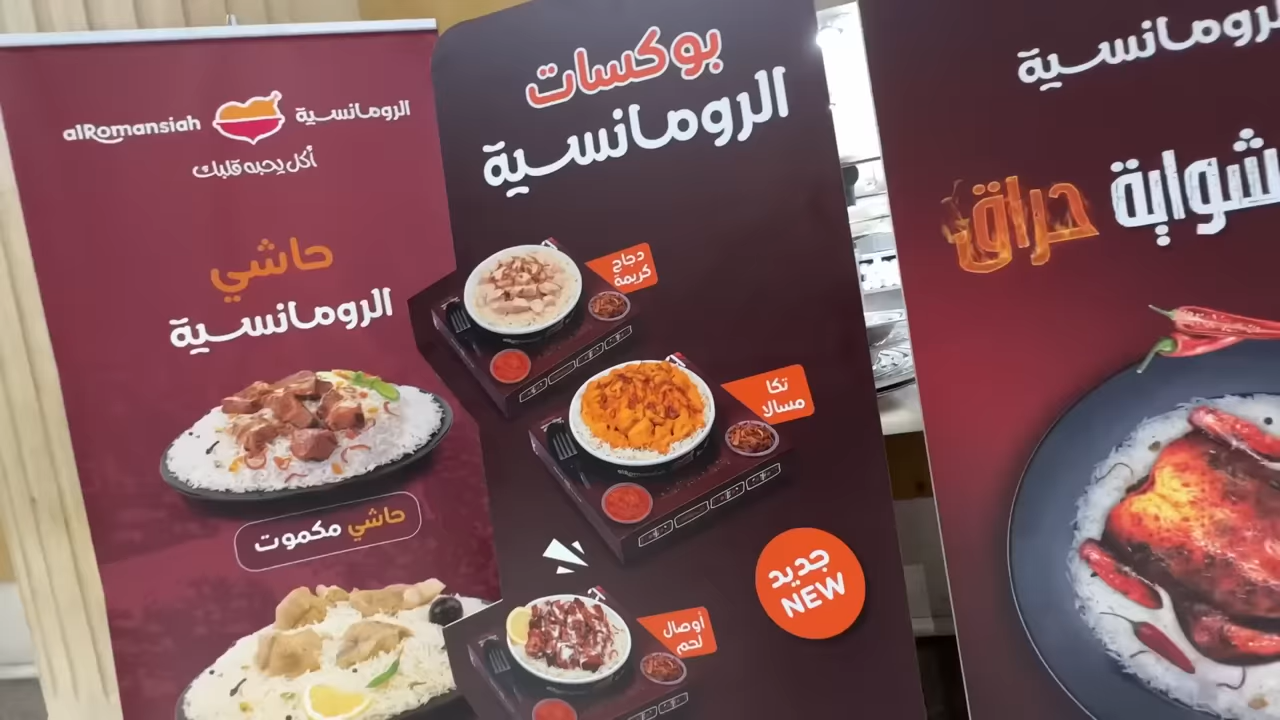 alRomansiah الرومانسية
أكل يحبه قلبك
حاشي
الرومانسية
حاشي مكموت
بوكسات
الرومانسية
دجاج
كريمة
تكا
مسالا
أوصال
لحم
جديد
NEW
الرومانسية
شواية حراق